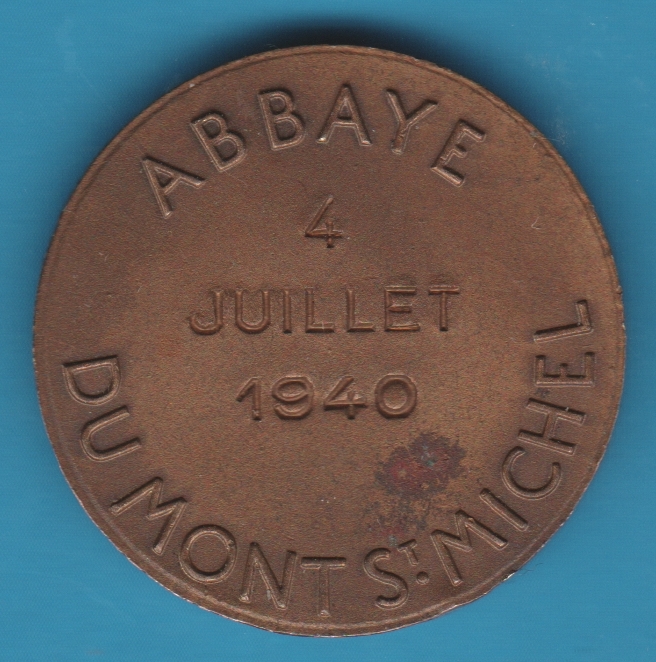 ABBAYE
4
JUILLET
1940
DU MONT ST. MICHEL